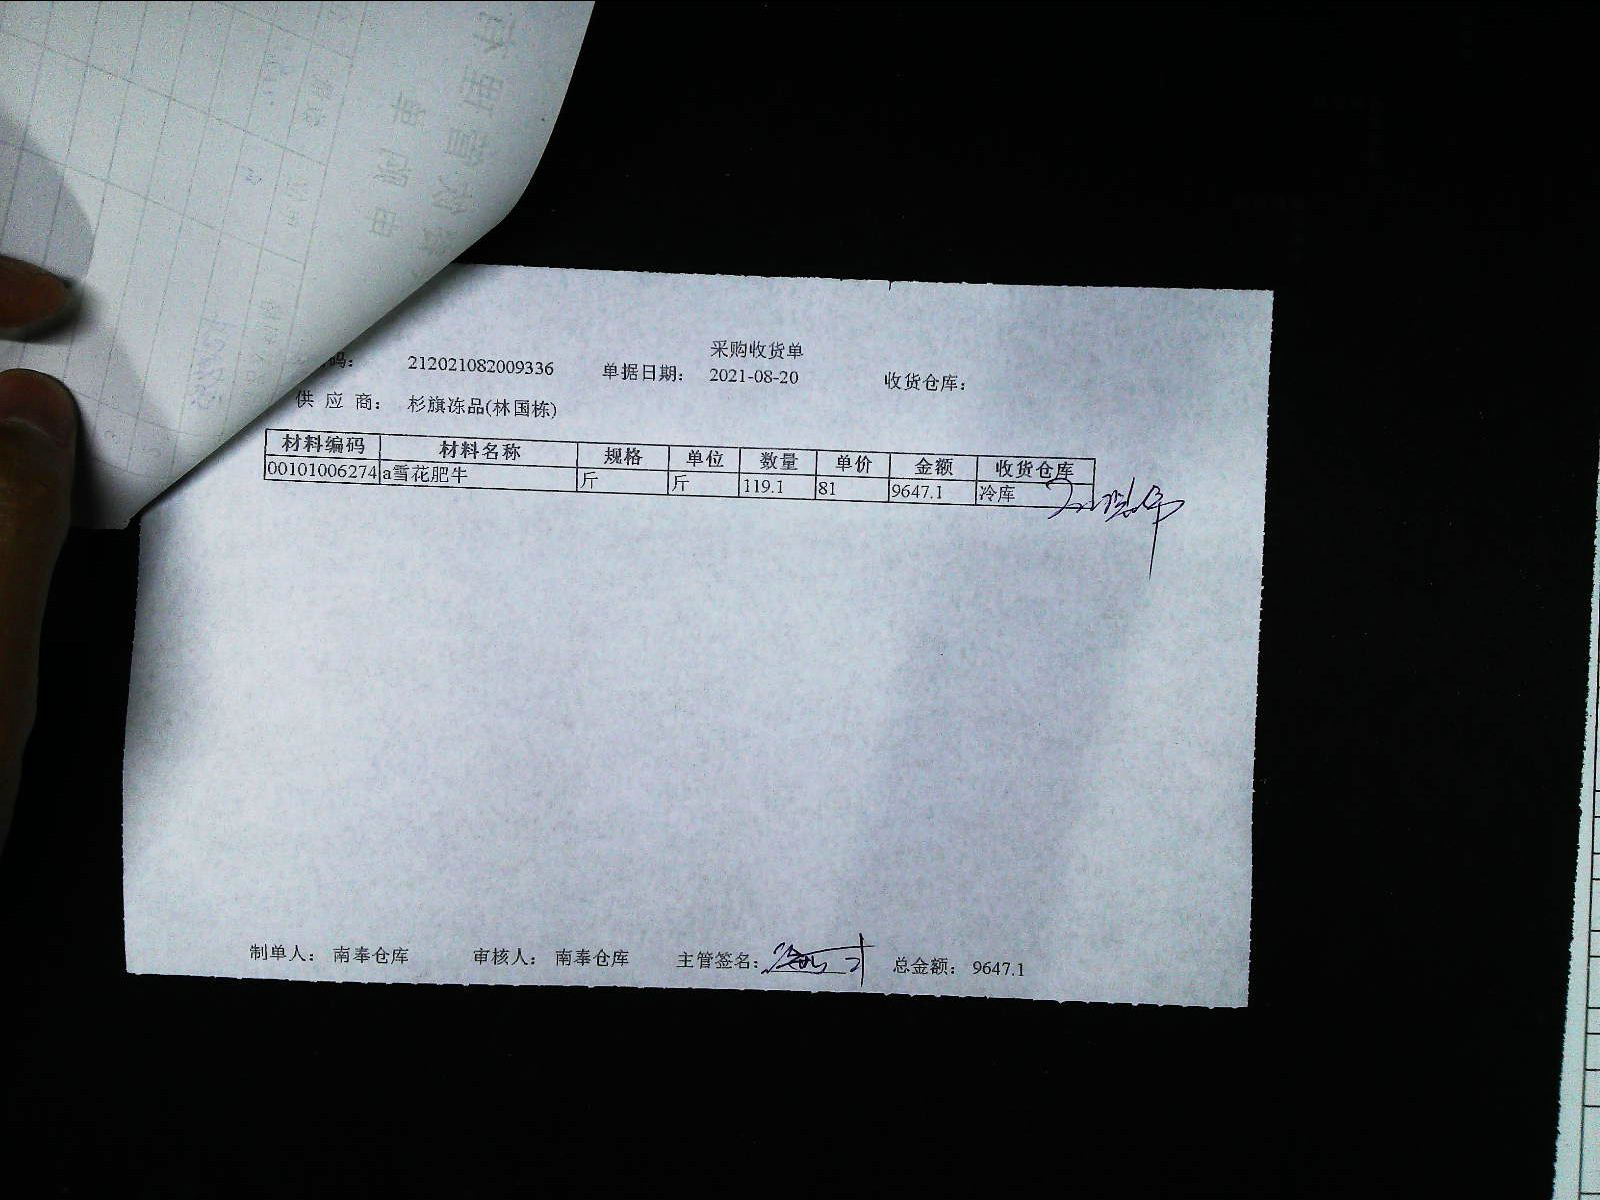 采购收货单
码： 212021082009336 单据日期： 2021-08-20 收货仓库：
供 应 商： 杉旗冻品(林国栋)
材料编码 材料名称 规格 单位 数量 单价 金额 收货仓库
00101006274 a雪花肥牛 斤 斤 119.1 81 9647.1 冷库
制单人： 南奉仓库 审核人： 南奉仓库 主管签名： 总金额： 9647.1